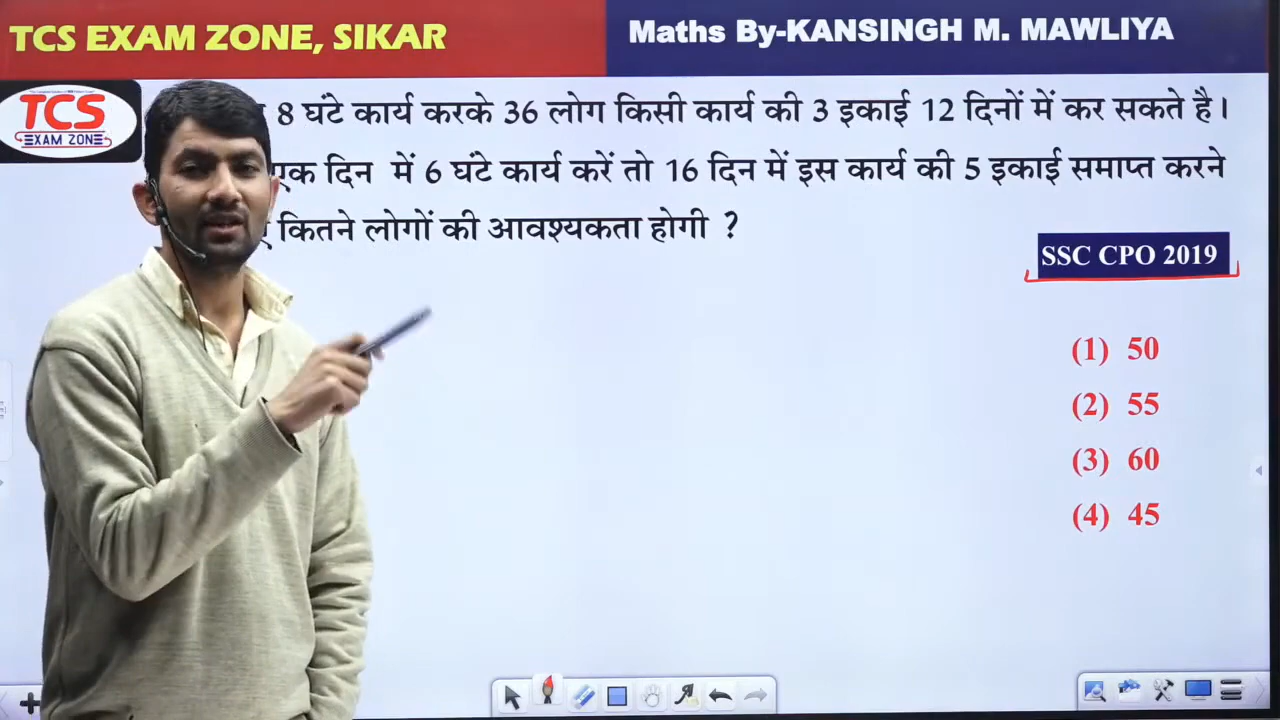 TCS EXAM ZONE, SIKAR
Maths By-KANSINGH M. MAWLIYA
TCS
EXAM ZONE
8 घंटे कार्य करके 36 लोग किसी कार्य की 3 इकाई 12 दिनों में कर सकते है।
एक दिन में 6 घंटे कार्य करें तो 16 दिन में इस कार्य की 5 इकाई समाप्त करने
कितने लोगों की आवश्यकता होगी ?
SSC CPO 2019
(1) 50
(2) 55
(3) 60
(4) 45